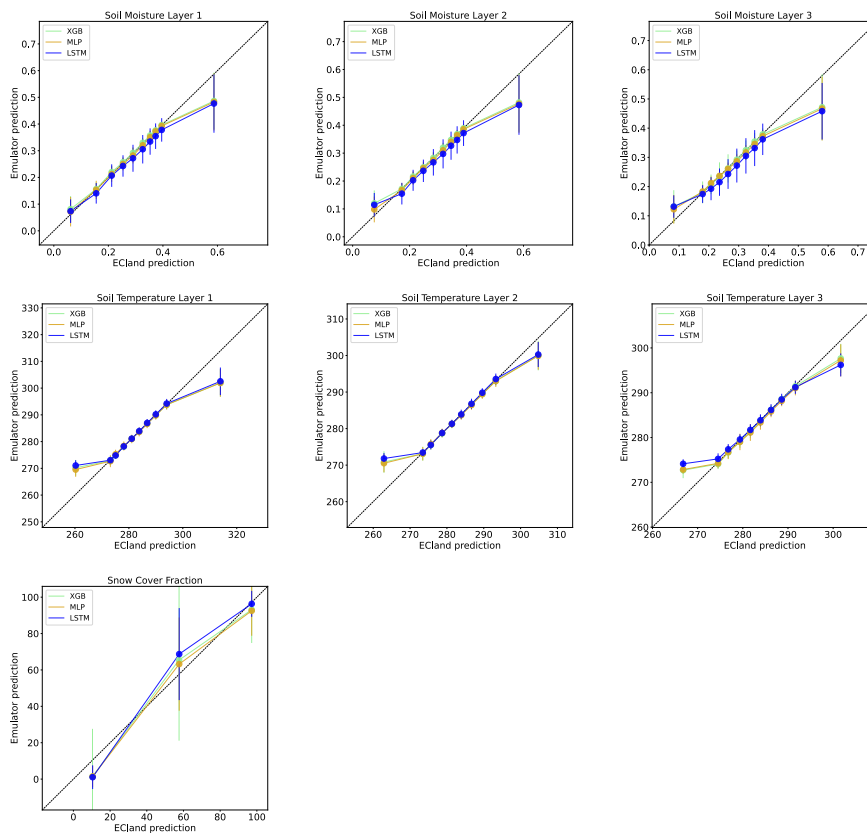 Soil Moisture Layer 1
XGB
MLP
LSTM
0.7
0.6
0.5
0.4
0.3
0.2
0.1
0.0
Emulator prediction
0.0 0.2 0.4 0.6
ECland prediction
Soil Moisture Layer 2
XGB
MLP
LSTM
0.7
0.6
0.5
0.4
0.3
0.2
0.1
0.0
Emulator prediction
0.0 0.2 0.4 0.6
ECland prediction
Soil Moisture Layer 3
XGB
MLP
LSTM
0.7
0.6
0.5
0.4
0.3
0.2
0.1
0.0
Emulator prediction
0.0 0.1 0.2 0.3 0.4 0.5 0.6 0.7
ECland prediction
Soil Temperature Layer 1
XGB
MLP
LSTM
330
320
310
300
290
280
270
260
250
Emulator prediction
260 280 300 320
ECland prediction
Soil Temperature Layer 2
XGB
MLP
LSTM
310
300
290
280
270
260
Emulator prediction
260 270 280 290 300 310
ECland prediction
Soil Temperature Layer 3
XGB
MLP
LSTM
300
290
280
270
260
Emulator prediction
260 270 280 290 300
ECland prediction
Snow Cover Fraction
XGB
MLP
LSTM
100
80
60
40
20
0
Emulator prediction
0 20 40 60 80 100
ECland prediction